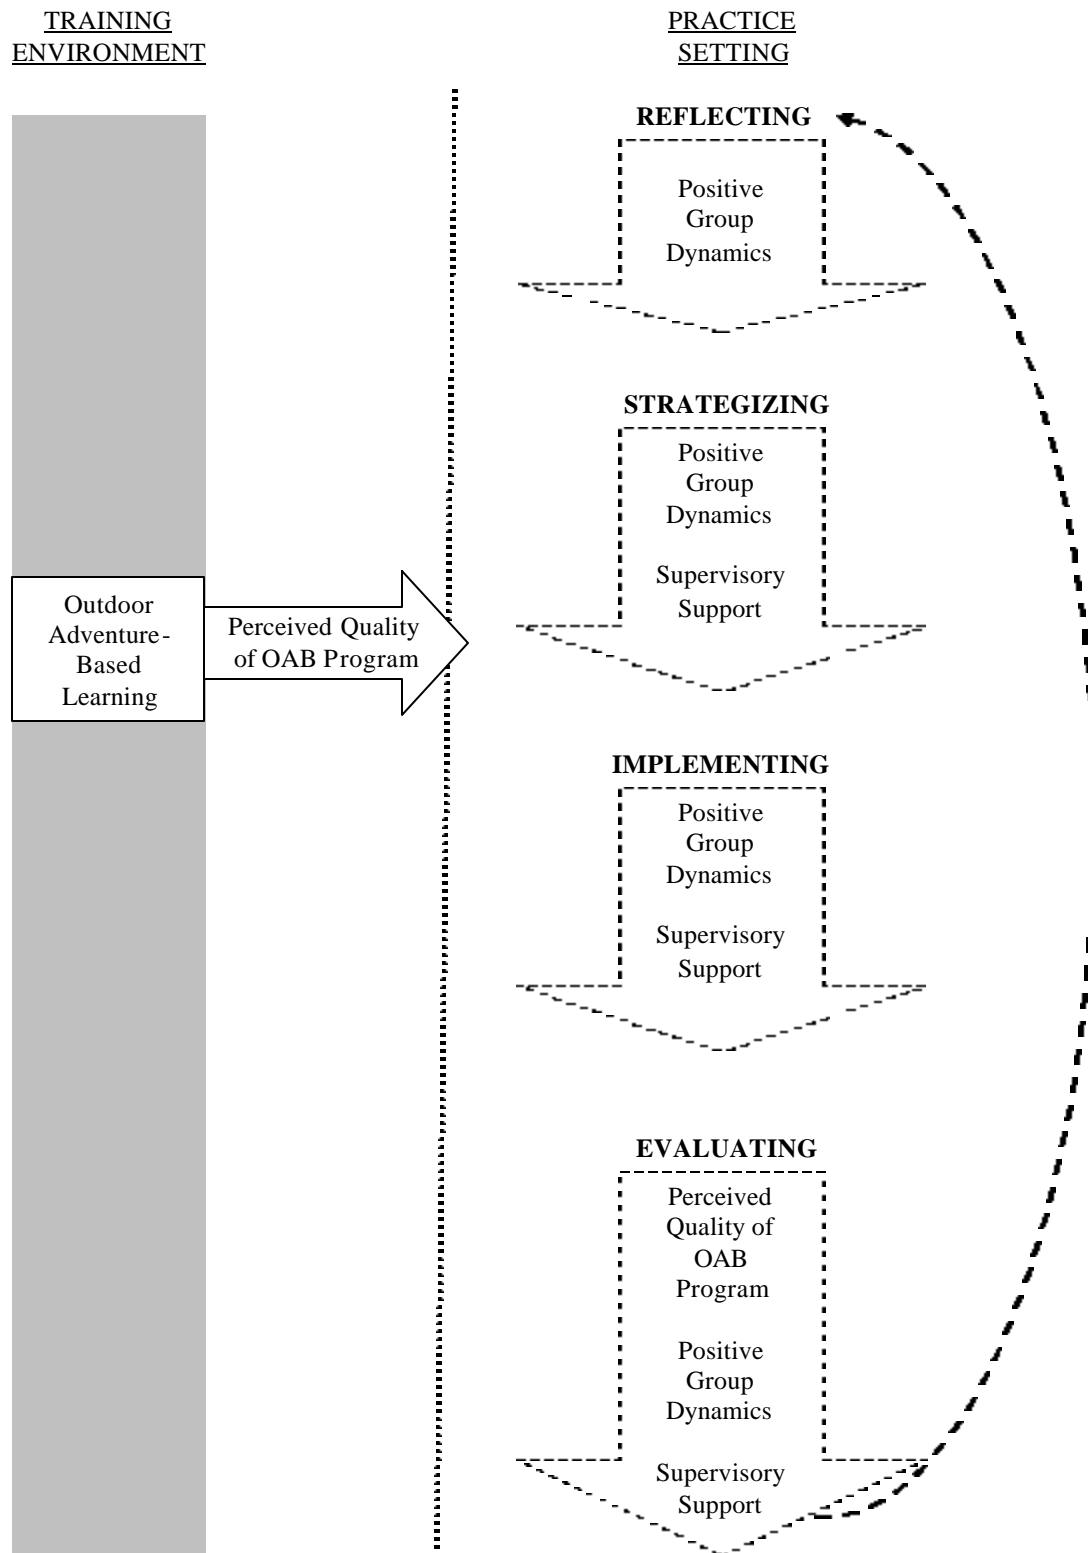 TRAINING
ENVIRONMENT
PRACTICE
SETTING
REFLECTING
Positive
Group
Dynamics
STRATEGIZING
Positive
Group
Dynamics
Supervisory
Support
Outdoor
Adventure-
Based
Learning
Perceived Quality
of OAB Program
IMPLEMENTING
Positive
Group
Dynamics
Supervisory
Support
EVALUATING
Perceived
Quality of
OAB
Program
Positive
Group
Dynamics
Supervisory
Support